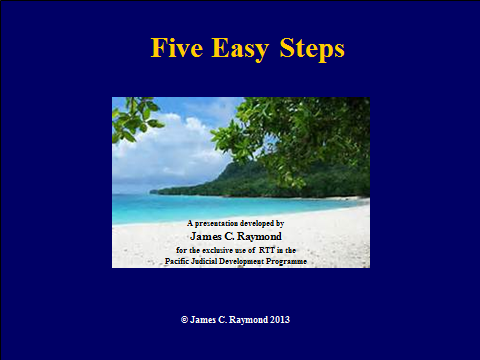 Five Easy Steps
A presentation developed by
James C. Raymond
for the exclusive use of RTT in the
Pacific Judicial Development Programme
© James C. Raymond 2013